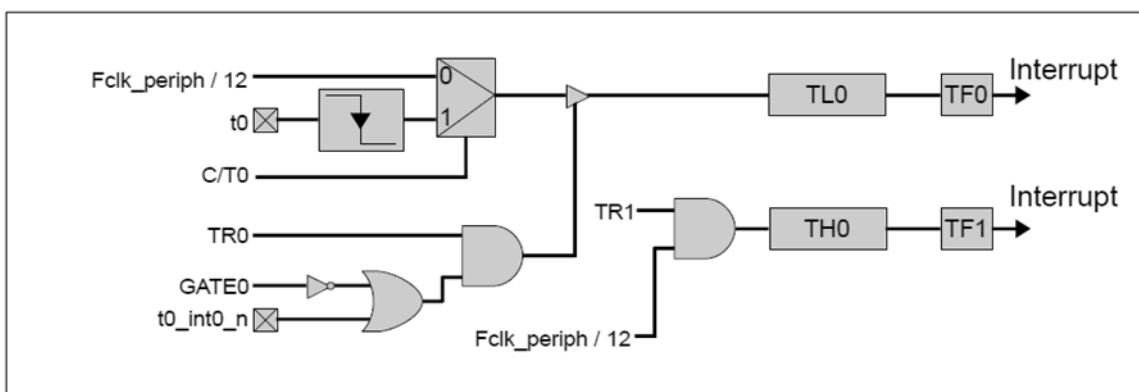 Fclk_periph / 12
0
Interrupt
TL0
TF0
t0
1
C/T0
Interrupt
TR1
TH0
TF1
TR0
GATE0
t0_int0_n
Fclk_periph / 12